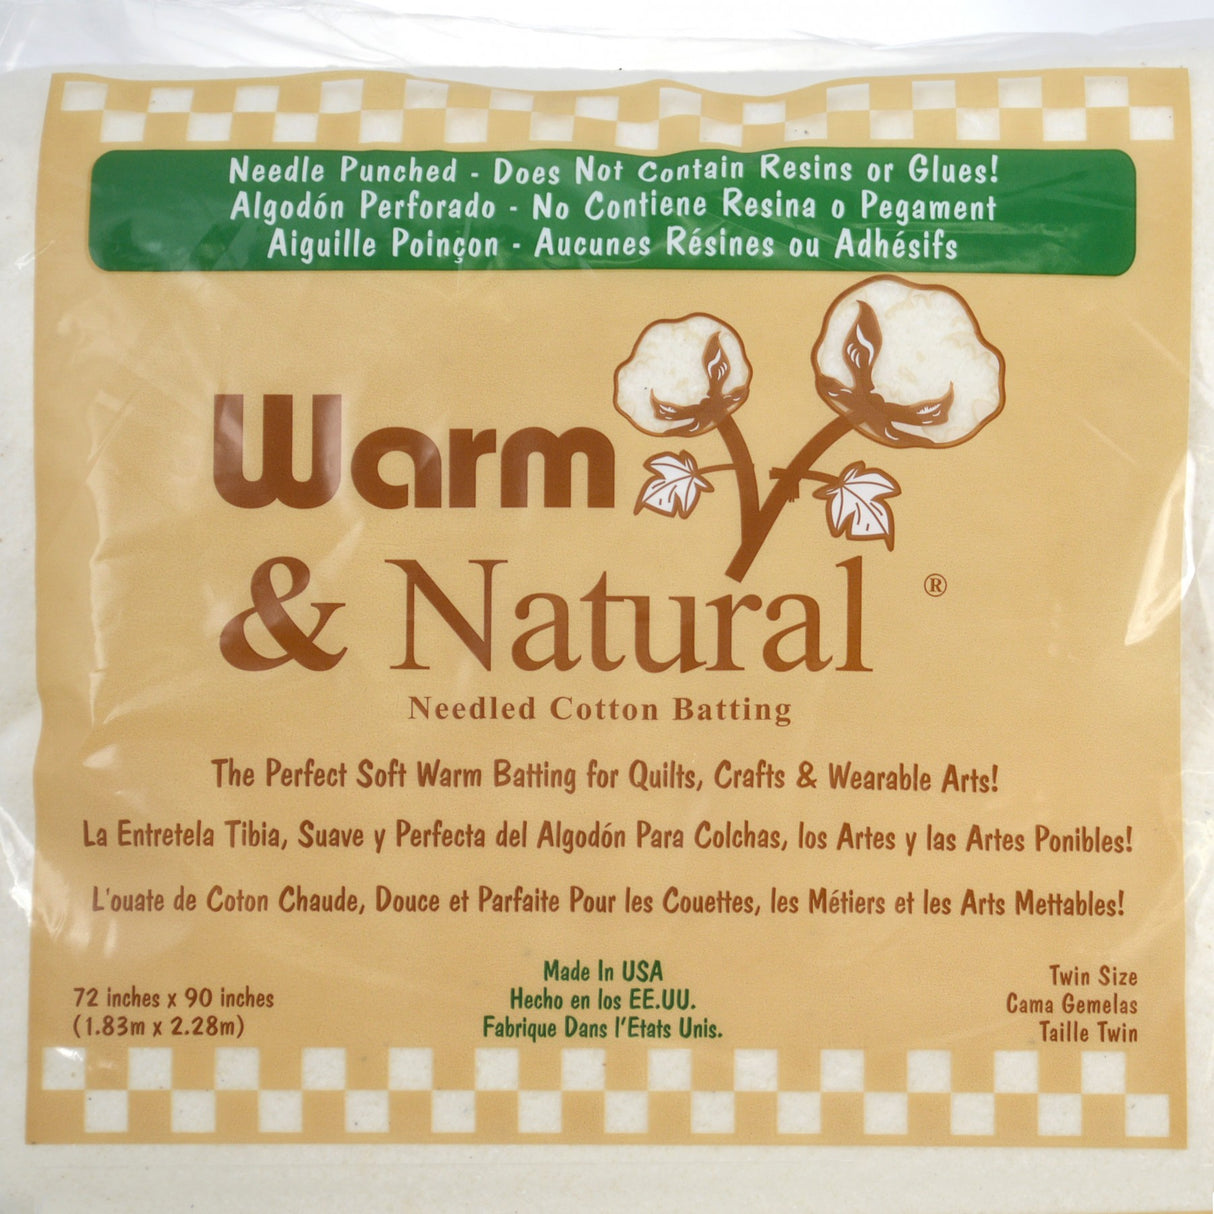 Needle Punched - Does Not Contain Resins or Glues!
Algodón Perforado - No Contiene Resina o Pegament
Aiguille Poinçon - Aucunes Résines ou Adhésifs
Warm
& Natural ®
Needled Cotton Batting
The Perfect Soft Warm Batting for Quilts, Crafts & Wearable Arts!
La Entretela Tibia, Suave y Perfecta del Algodón Para Colchas, los Artes y las Artes Ponibles!
L'ouate de Coton Chaude, Douce et Parfaite Pour les Couettes, les Métiers et les Arts Mettables!
72 inches x 90 inches
(1.83m x 2.28m)
Made In USA
Hecho en los EE.UU.
Fabrique Dans l'Etats Unis.
Twin Size
Cama Gemelas
Taille Twin